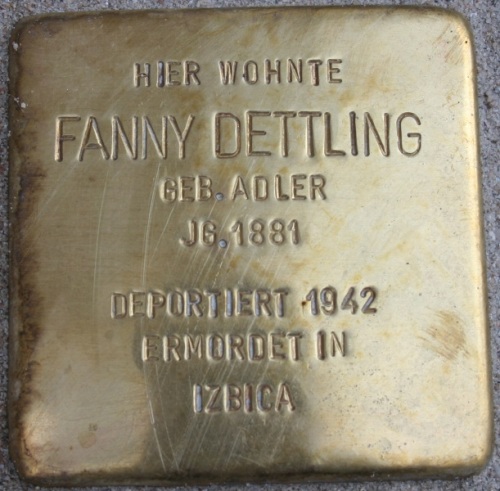 HIER WOHNTE
FANNY DETTLING
GEB. ADLER
JG. 1881
DEPORTIERT 1942
ERMORDET IN
IZBICA